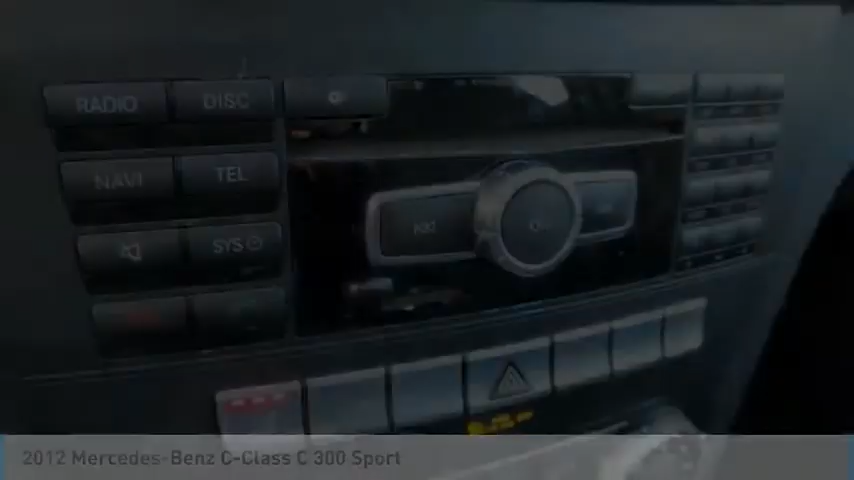 RADIO DISC
NAVI TEL
SYS
2012 Mercedes-Benz C-Class C 300 Sport